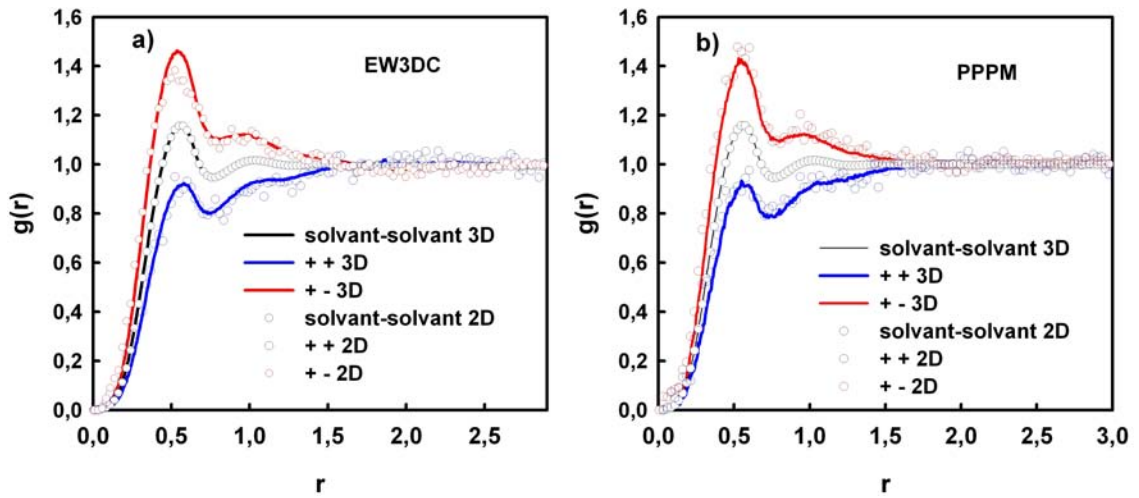 a)
EW3DC
g(r)
1,6
1,4
1,2
1,0
0,8
0,6
0,4
0,2
0,0
solvant-solvant 3D
+ + 3D
+ - 3D
solvant-solvant 2D
+ + 2D
+ - 2D
0,0 0,5 1,0 1,5 2,0 2,5
r
b)
PPPM
g(r)
1,6
1,4
1,2
1,0
0,8
0,6
0,4
0,2
0,0
solvant-solvant 3D
+ + 3D
+ - 3D
solvant-solvant 2D
+ + 2D
+ - 2D
0,0 0,5 1,0 1,5 2,0 2,5 3,0
r